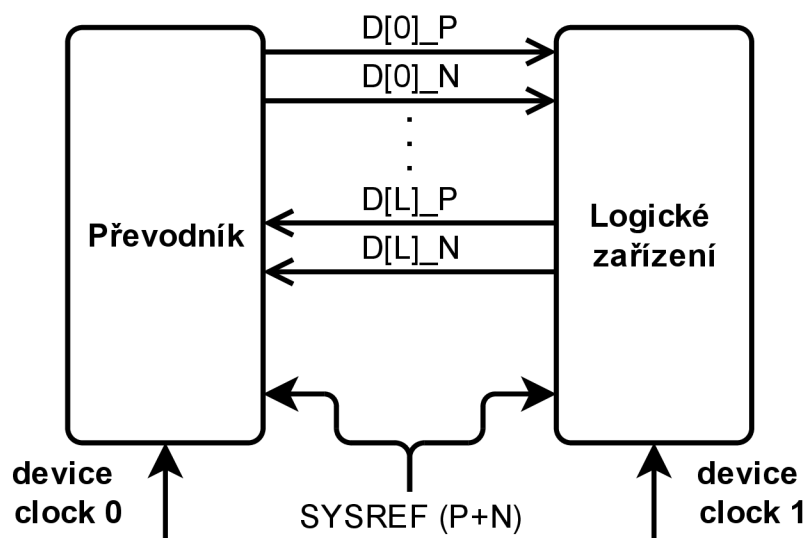 D[0]_P
D[0]_N
D[L]_P
D[L]_N
Převodník
Logické
zařízení
device
clock 0
SYSREF (P+N)
device
clock 1